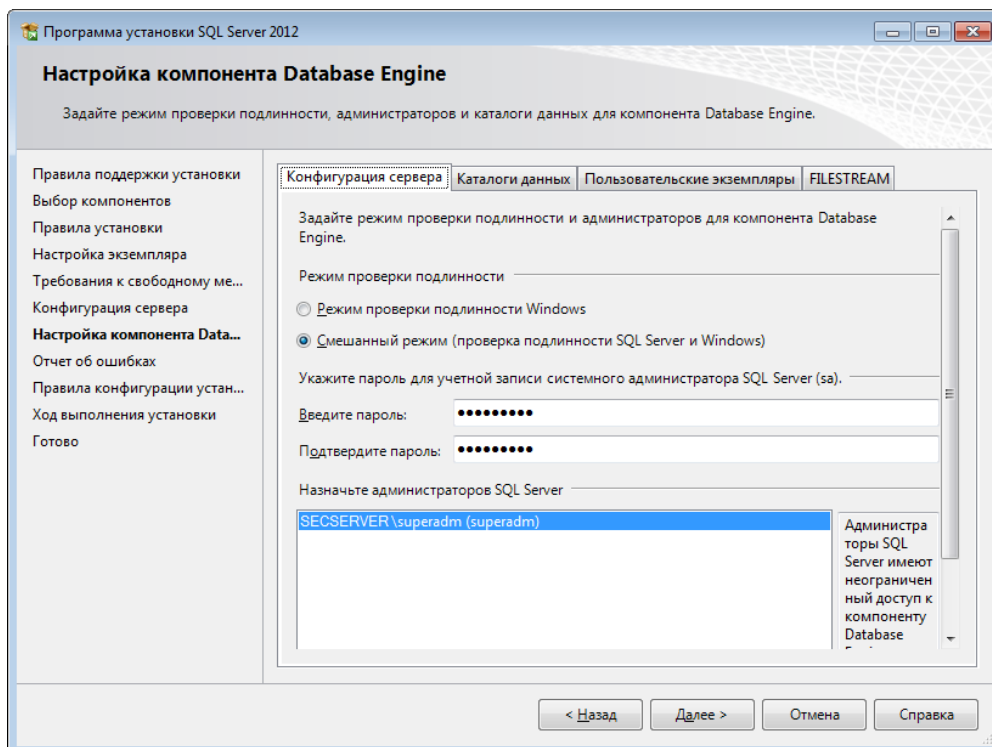 Программа установки SQL Server 2012
Настройка компонента Database Engine
Задайте режим проверки подлинности, администраторов и каталоги данных для компонента Database Engine.
Правила поддержки установки
Выбор компонентов
Правила установки
Настройка экземпляра
Требования к свободному ме...
Конфигурация сервера
Настройка компонента Data...
Отчет об ошибках
Правила конфигурации устан...
Ход выполнения установки
Готово
Конфигурация сервера
Каталоги данных
Пользовательские экземпляры
FILESTREAM
Задайте режим проверки подлинности и администраторов для компонента Database
Engine.
Режим проверки подлинности
Режим проверки подлинности Windows
Смешанный режим (проверка подлинности SQL Server и Windows)
Укажите пароль для учетной записи системного администратора SQL Server (sa).
Введите пароль: •••••••••
Подтвердите пароль: •••••••••
Назначьте администраторов SQL Server
SECSERVER\superadm (superadm)
Администра
торы SQL
Server имеют
неограничен
ный доступ к
компоненту
Database
< Назад
Далее >
Отмена
Справка